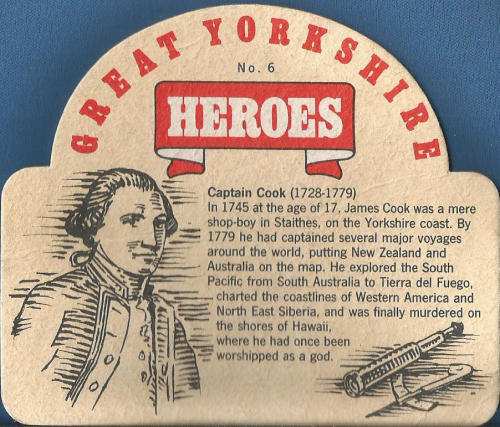 GREAT YORKSHIRE
No. 6
HEROES
Captain Cook (1728-1779)
In 1745 at the age of 17, James Cook was a mere
shop-boy in Staithes, on the Yorkshire coast. By
1779 he had captained several major voyages
around the world, putting New Zealand and
Australia on the map. He explored the South
Pacific from South Australia to Tierra del Fuego,
charted the coastlines of Western America and
North East Siberia, and was finally murdered on
the shores of Hawaii,
where he had once been
worshipped as a god.